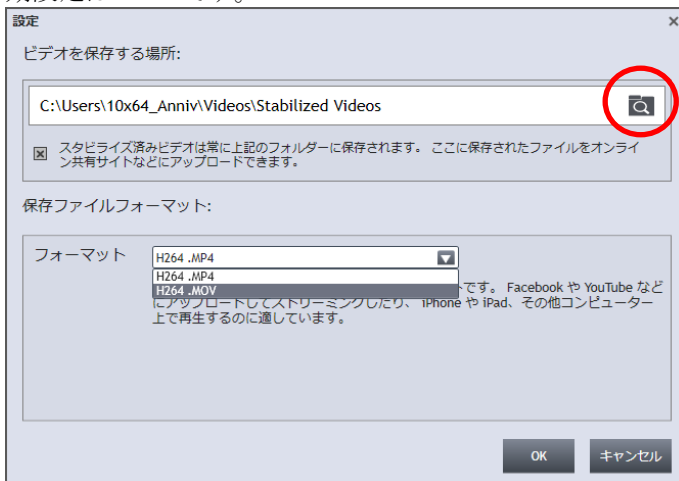 設定
ビデオを保存する場所:
C:\Users\10x64_Anniv\Videos\Stabilized Videos
スタビライズ済みビデオは常に上記のフォルダーに保存されます。 ここに保存されたファイルをオンライ
ン共有サイトなどにアップロードできます。
保存ファイルフォーマット:
フォーマット
H264 .MP4
H264 .MP4
H264 .MOV
です。 Facebook や YouTube など
にアップロードしてストリーミングしたり、 iPhone や iPad、その他コンピューター
上で再生するのに適しています。
OK
キャンセル